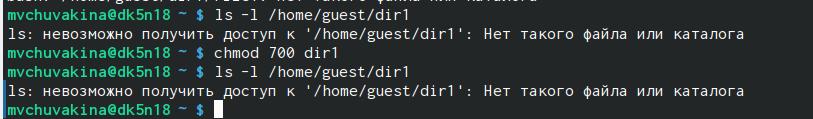 mvchuvakina@dk5n18 ~ $ ls -l /home/guest/dir1
ls: невозможно получить доступ к '/home/guest/dir1': Нет такого файла или каталога
mvchuvakina@dk5n18 ~ $ chmod 700 dir1
mvchuvakina@dk5n18 ~ $ ls -l /home/guest/dir1
ls: невозможно получить доступ к '/home/guest/dir1': Нет такого файла или каталога
mvchuvakina@dk5n18 ~ $